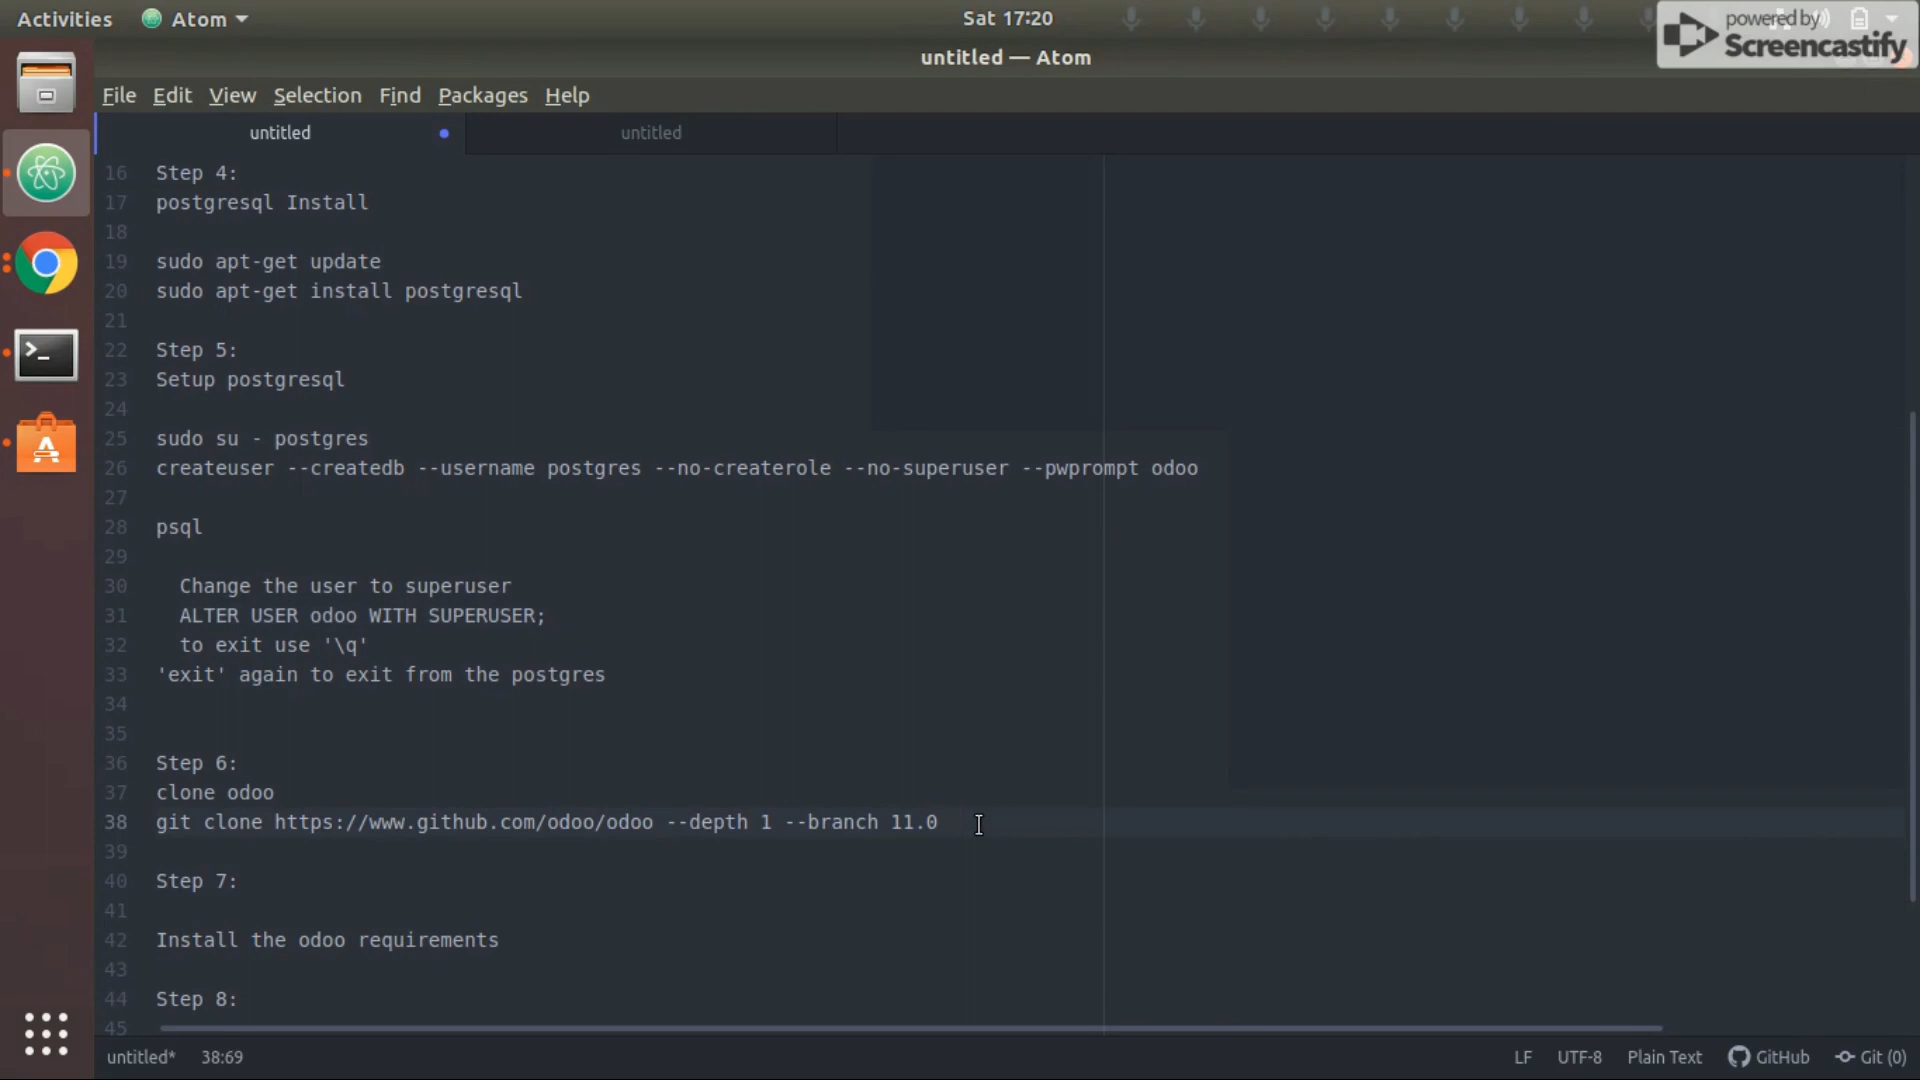 Activities Atom Sat 17:20 powered by
Screencastify
untitled — Atom
File Edit View Selection Find Packages Help
untitled untitled
16 Step 4:
17 postgresql Install
18
19 sudo apt-get update
20 sudo apt-get install postgresql
21
22 Step 5:
23 Setup postgresql
24
25 sudo su - postgres
26 createuser --createdb --username postgres --no-createrole --no-superuser --pwprompt odoo
27
28 psql
29
30 Change the user to superuser
31 ALTER USER odoo WITH SUPERUSER;
32 to exit use '\q'
33 'exit' again to exit from the postgres
34
35
36 Step 6:
37 clone odoo
38 git clone https://www.github.com/odoo/odoo --depth 1 --branch 11.0
39
40 Step 7:
41
42 Install the odoo requirements
43
44 Step 8:
45
untitled* 38:69 LF UTF-8 Plain Text GitHub Git (0)